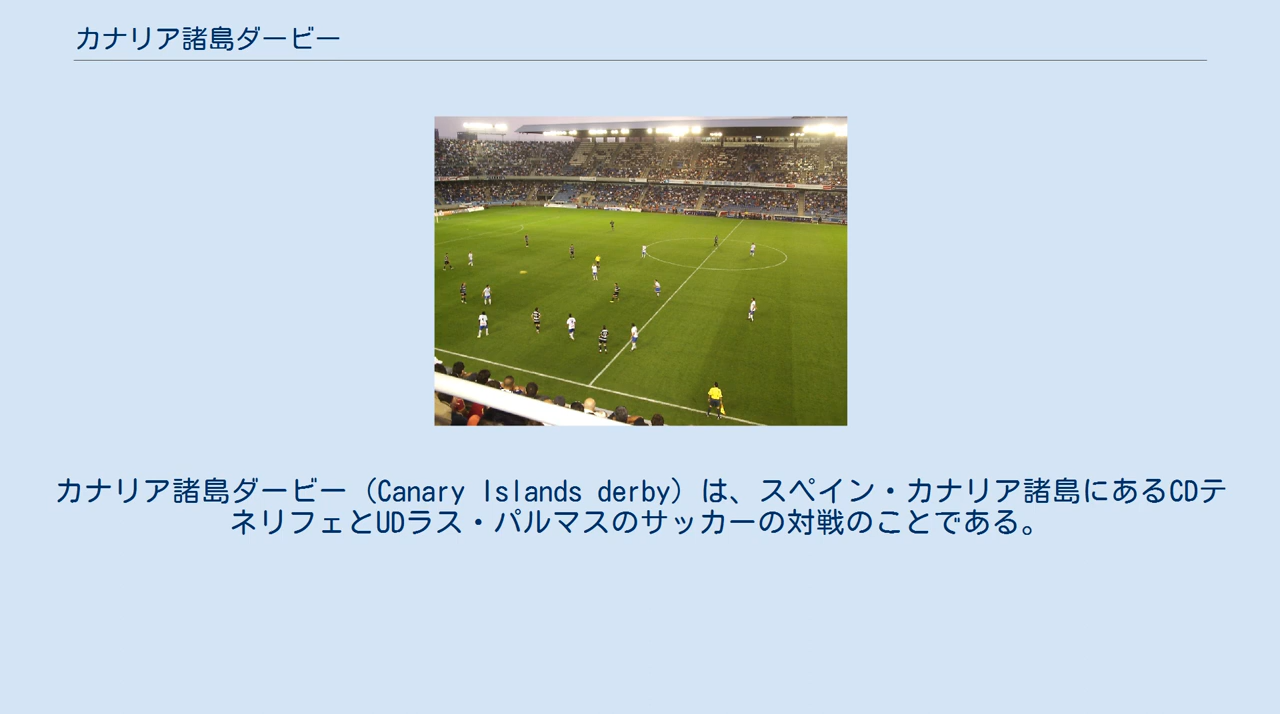 カナリア諸島ダービー
カナリア諸島ダービー（Canary Islands derby）は、スペイン・カナリア諸島にあるCDテ
ネリフェとUDラス・パルマスのサッカーの対戦のことである。